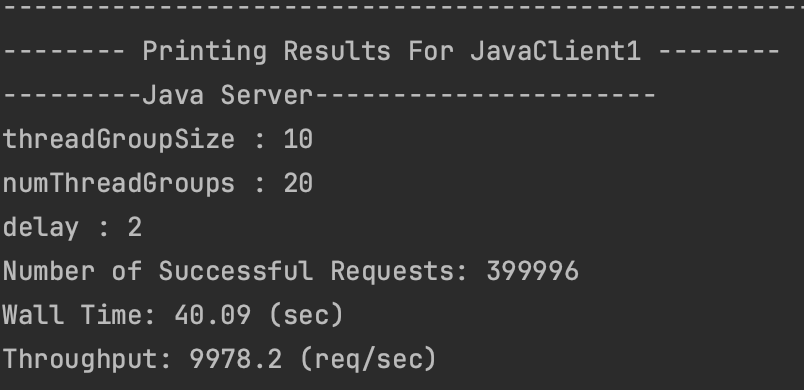 ----------------------------------------------------
-------- Printing Results For JavaClient1 --------
---------Java Server----------------------
threadGroupSize : 10
numThreadGroups : 20
delay : 2
Number of Successful Requests: 399996
Wall Time: 40.09 (sec)
Throughput: 9978.2 (req/sec)